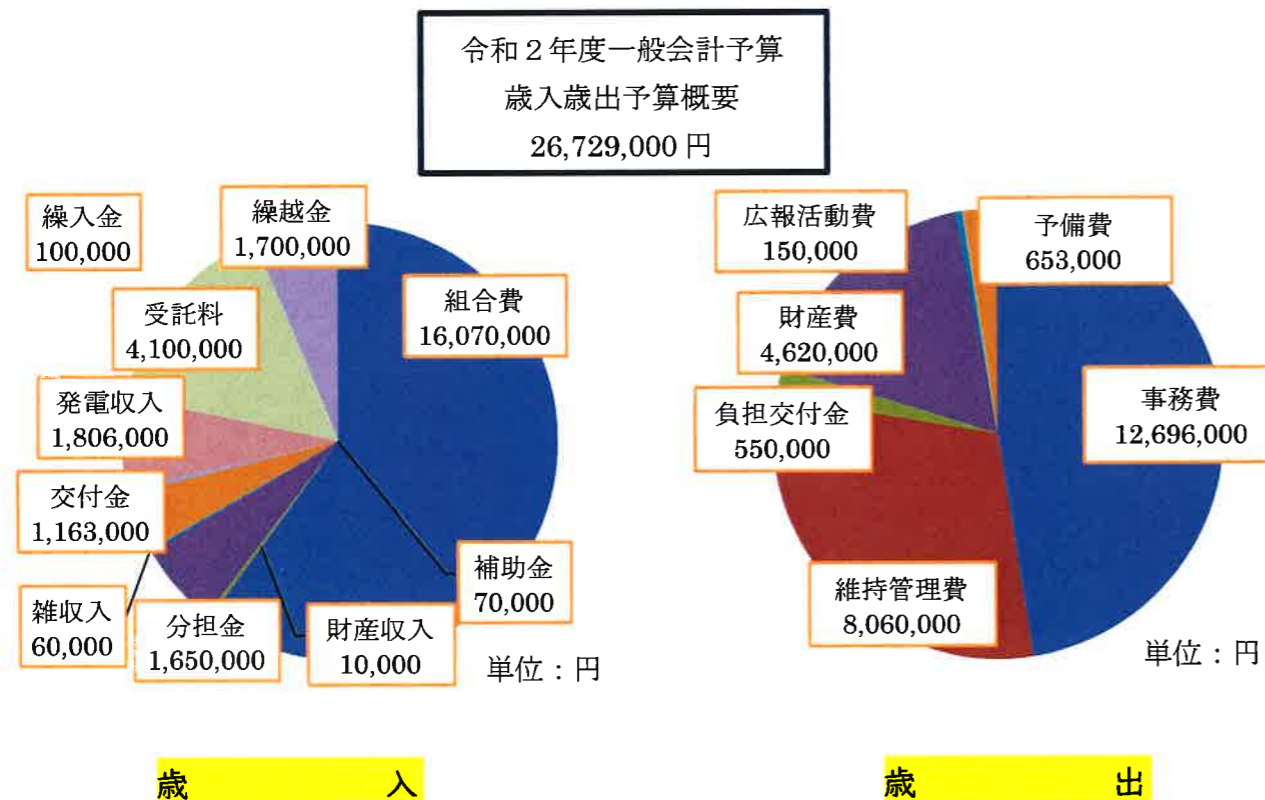 令和２年度一般会計予算
歳入歳出予算概要
26,729,000 円
繰入金
100,000
繰越金
1,700,000
組合費
16,070,000
受託料
4,100,000
発電収入
1,806,000
交付金
1,163,000
雑収入
60,000
分担金
1,650,000
財産収入
10,000
補助金
70,000
単位：円
歳　入
広報活動費
150,000
予備費
653,000
財産費
4,620,000
事務費
12,696,000
負担交付金
550,000
維持管理費
8,060,000
単位：円
歳　出